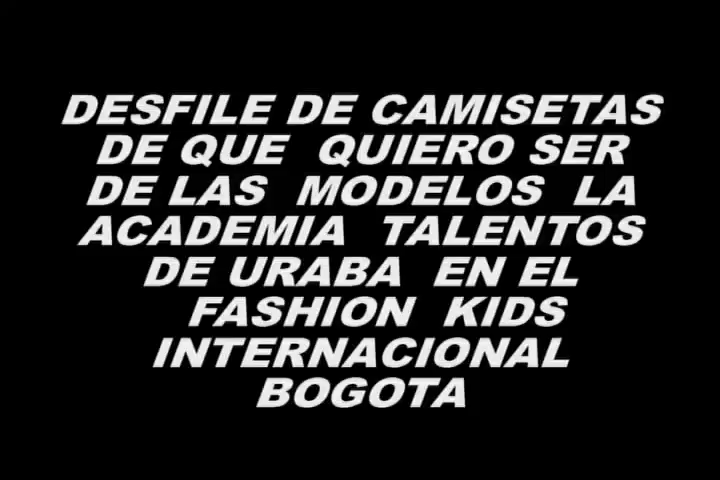 DESFILE DE CAMISETAS
DE QUE QUIERO SER
DE LAS MODELOS LA
ACADEMIA TALENTOS
DE URABA EN EL
FASHION KIDS
INTERNACIONAL
BOGOTA